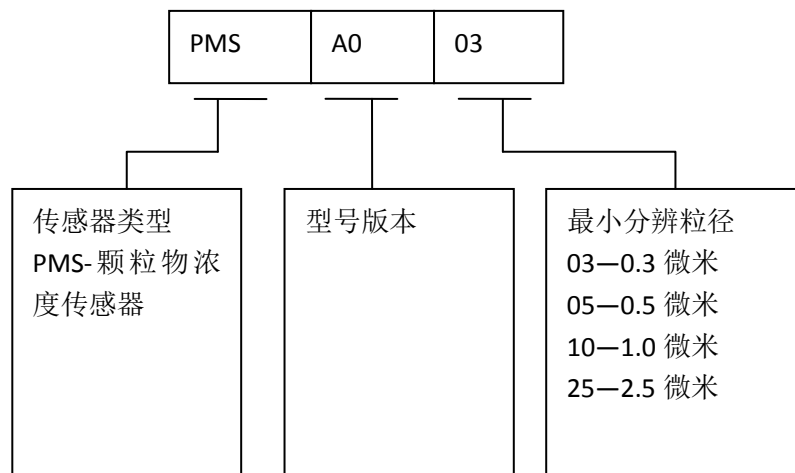 PMS A0 03
传感器类型
PMS-颗粒物浓
度传感器
型号版本
最小分辨粒径
03—0.3 微米
05—0.5 微米
10—1.0 微米
25—2.5 微米